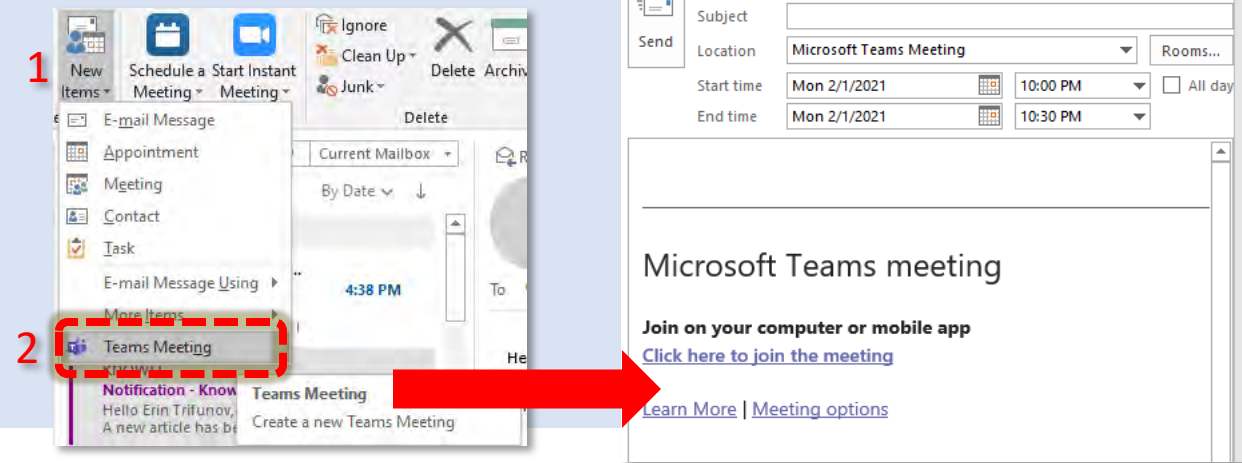 1
New
Items
Schedule a
Meeting
Start Instant
Meeting
Ignore
Clean Up
Junk
Delete
Archiv
Delete
E-mail Message
Appointment
Meeting
Contact
Task
E-mail Message Using
More Items
2
Teams Meeting
Current Mailbox
By Date
4:38 PM
R
To
He
Notification - Know
Hello Erin Trifunov,
A new article has be
Teams Meeting
Create a new Teams Meeting
Send
Subject
Location
Microsoft Teams Meeting
Rooms...
Start time
Mon 2/1/2021
10:00 PM
All day
End time
Mon 2/1/2021
10:30 PM
Microsoft Teams meeting
Join on your computer or mobile app
Click here to join the meeting
Learn More | Meeting options